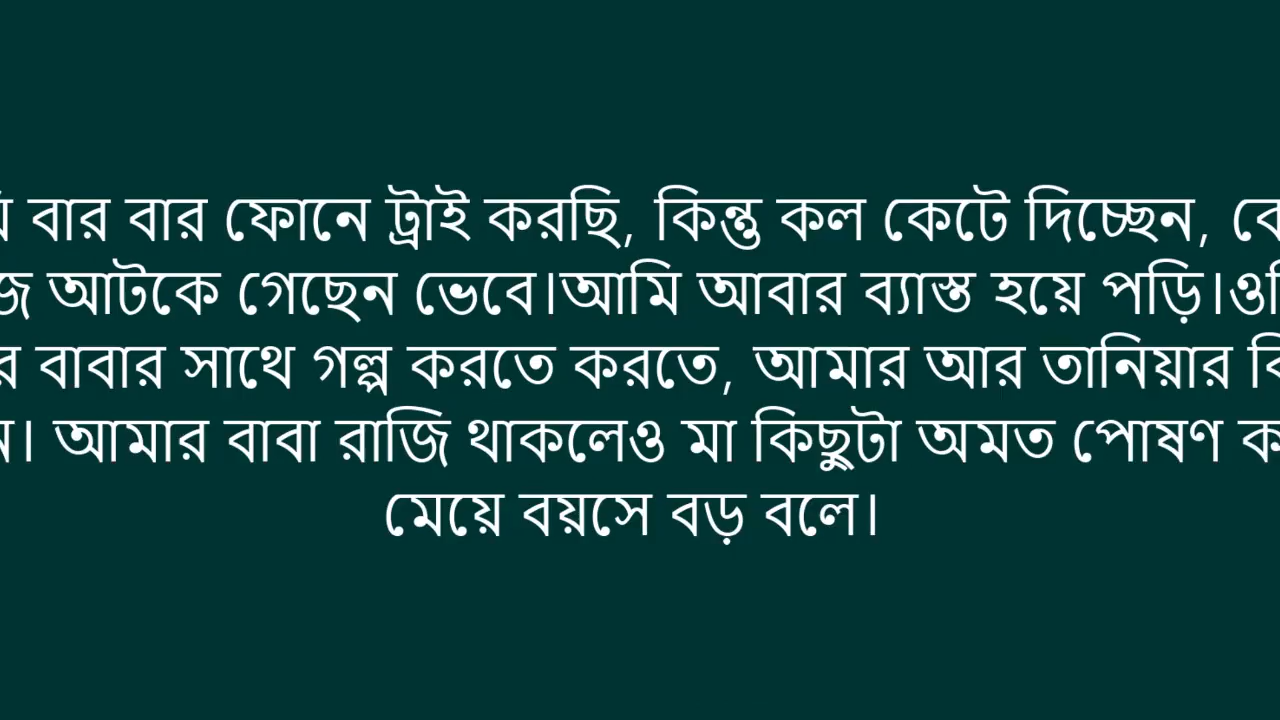 বার বার ফোনে ট্রাই করছি, কিন্তু কল কেটে দিচ্ছেন,
আটকে গেছেন ভেবে।আমি আবার ব্যাস্ত হয়ে পড়ি।
বাবার সাথে গল্প করতে করতে, আমার আর তানিয়ার
আমার বাবা রাজি থাকলেও মা কিছুটা অমত পোষণ
মেয়ে বয়সে বড় বলে।